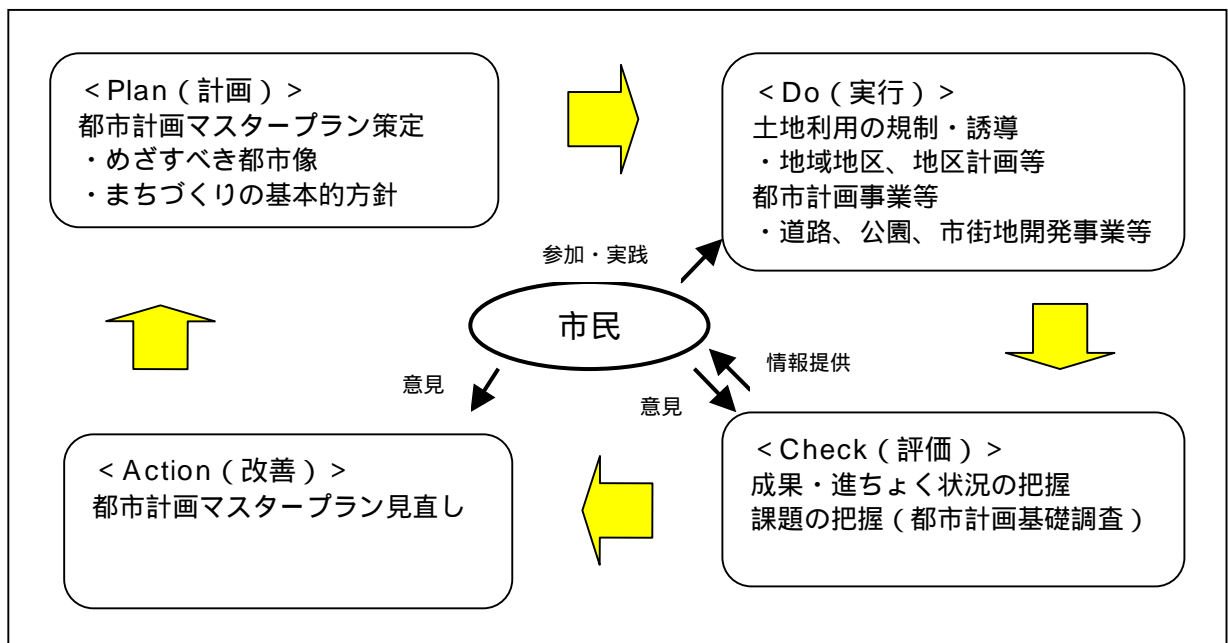 ＜Plan（計画）＞
都市計画マスタープラン策定
・めざすべき都市像
・まちづくりの基本的方針
＜Do（実行）＞
土地利用の規制・誘導
・地域地区、地区計画等
都市計画事業等
・道路、公園、市街地開発事業等
参加・実践
市民
情報提供
意見
意見
＜Action（改善）＞
都市計画マスタープラン見直し
＜Check（評価）＞
成果・進ちょく状況の把握
課題の把握（都市計画基礎調査）